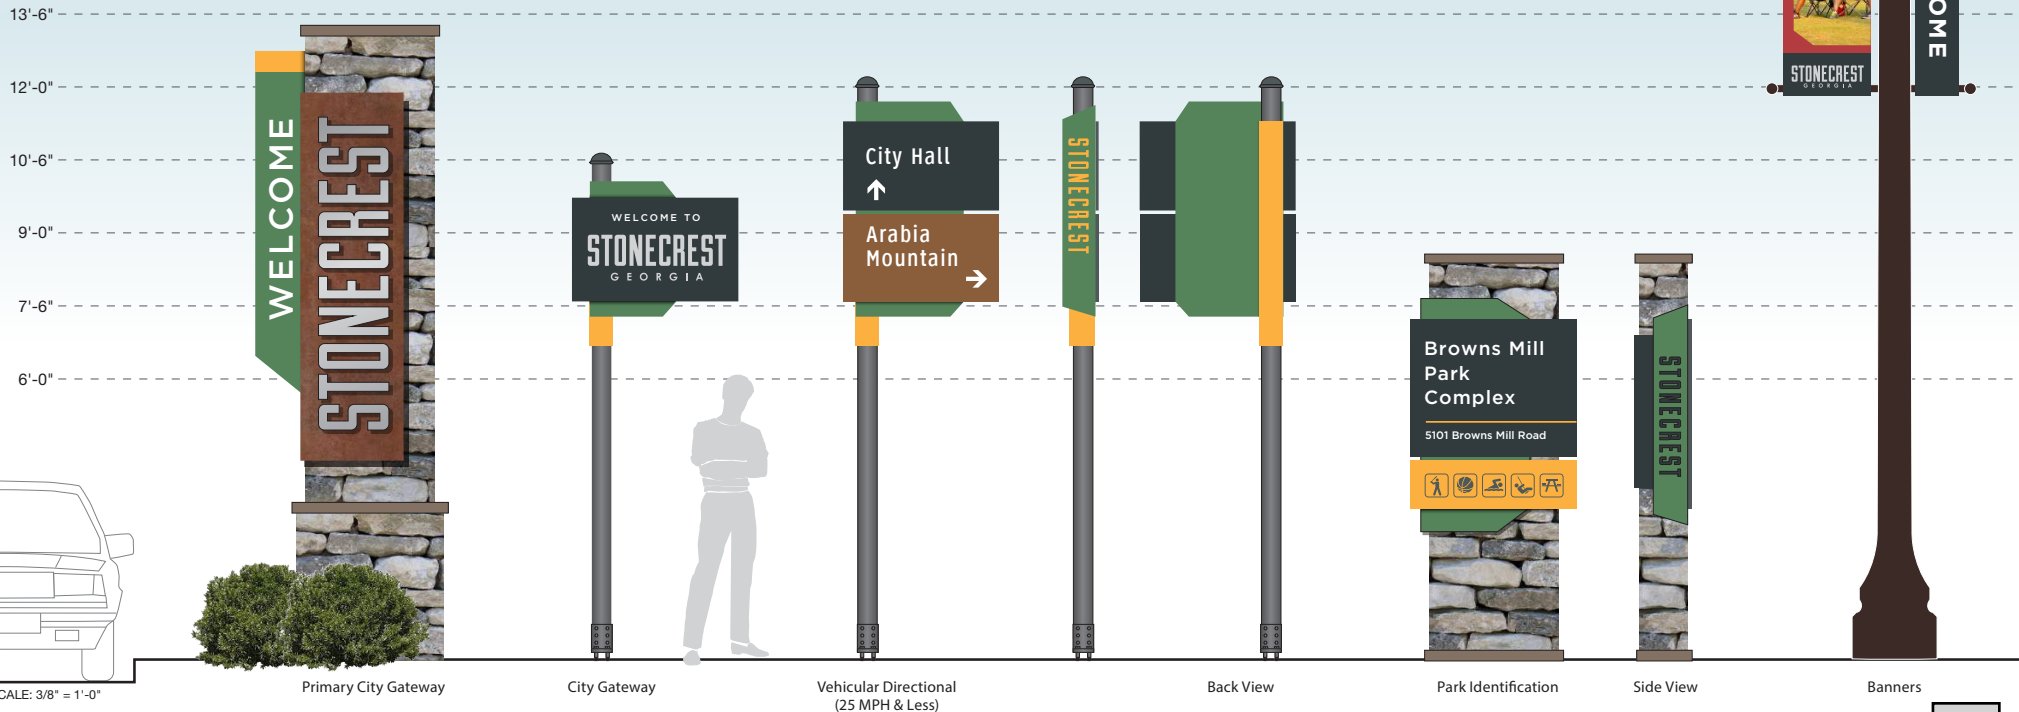 13'-6"
12'-0"
10'-6"
9'-0"
7'-6"
6'-0"
WELCOME
STONECREST
WELCOME TO
STONECREST
GEORGIA
City Hall
Arabia
Mountain
STONECREST
Browns Mill
Park
Complex
5101 Browns Mill Road
STONECREST
STONECREST
GEORGIA
OME
CALE: 3/8" = 1'-0"
Primary City Gateway
City Gateway
Vehicular Directional
(25 MPH & Less)
Back View
Park Identification
Side View
Banners